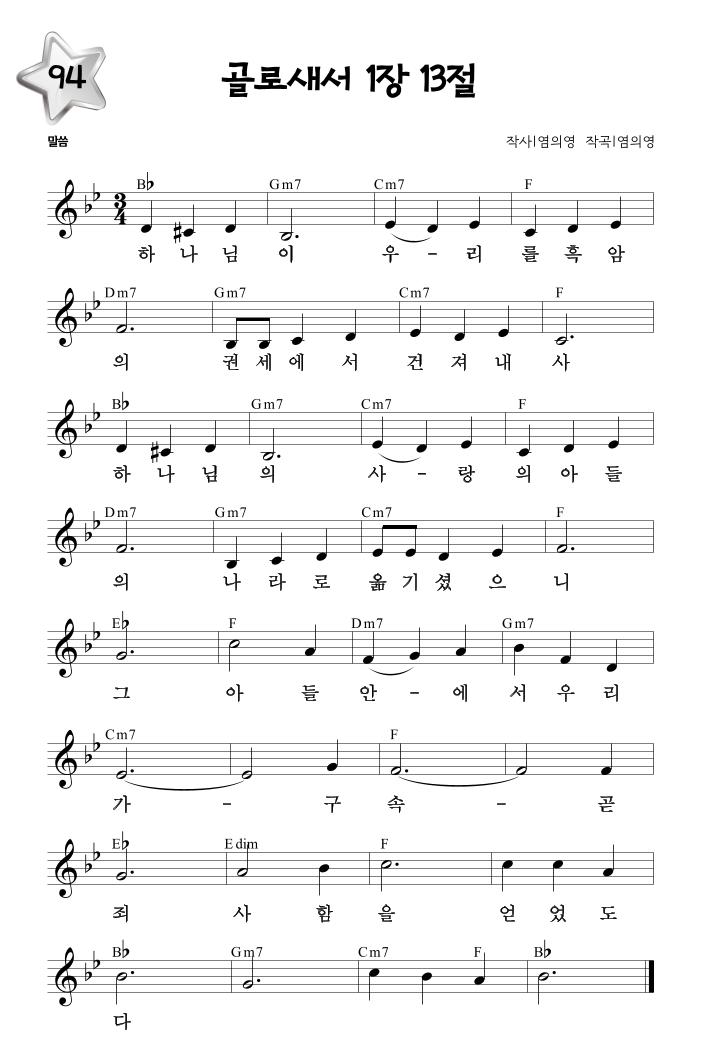 94
골로새서 1장 13절
말씀 작사|염의영 작곡|염의영
B♭ Gm7 Cm7 F
3
4
하 나 님 이 우 - 리 를 흑 암
Dm7 Gm7 Cm7 F
의 권 세 에 서 건 져 내 사
B♭ Gm7 Cm7 F
하 나 님 의 사 - 랑 의 아 들
Dm7 Gm7 Cm7 F
의 나 라 로 옮 기 셨 으 니
E♭ F Dm7 Gm7
그 아 들 안 - 에 서 우 리
Cm7 F
가 - 구 속 - 곧
E♭ E dim F
죄 사 함 을 얻 었 도
B♭ Gm7 Cm7 F B♭
다